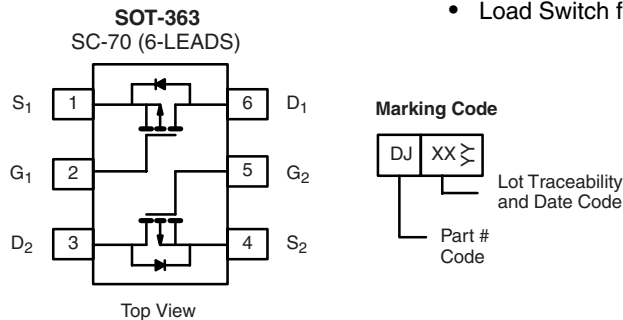 • Load Switch f
SOT-363
SC-70 (6-LEADS)
S1 1 6 D1
G1 2 5 G2
D2 3 4 S2
Top View
Marking Code
DJ XX YY
Lot Traceability
and Date Code
Part #
Code